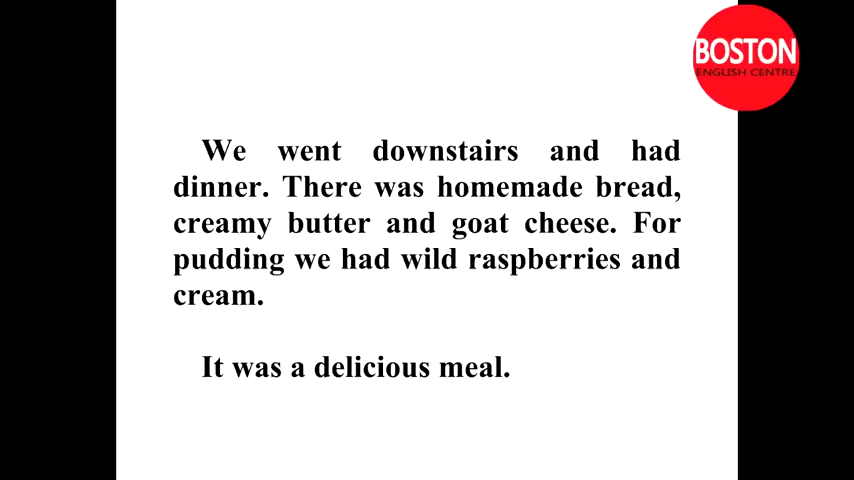 BOSTON
ENGLISH CENTRE
We went downstairs and had
dinner. There was homemade bread,
creamy butter and goat cheese. For
pudding we had wild raspberries and
cream.
It was a delicious meal.